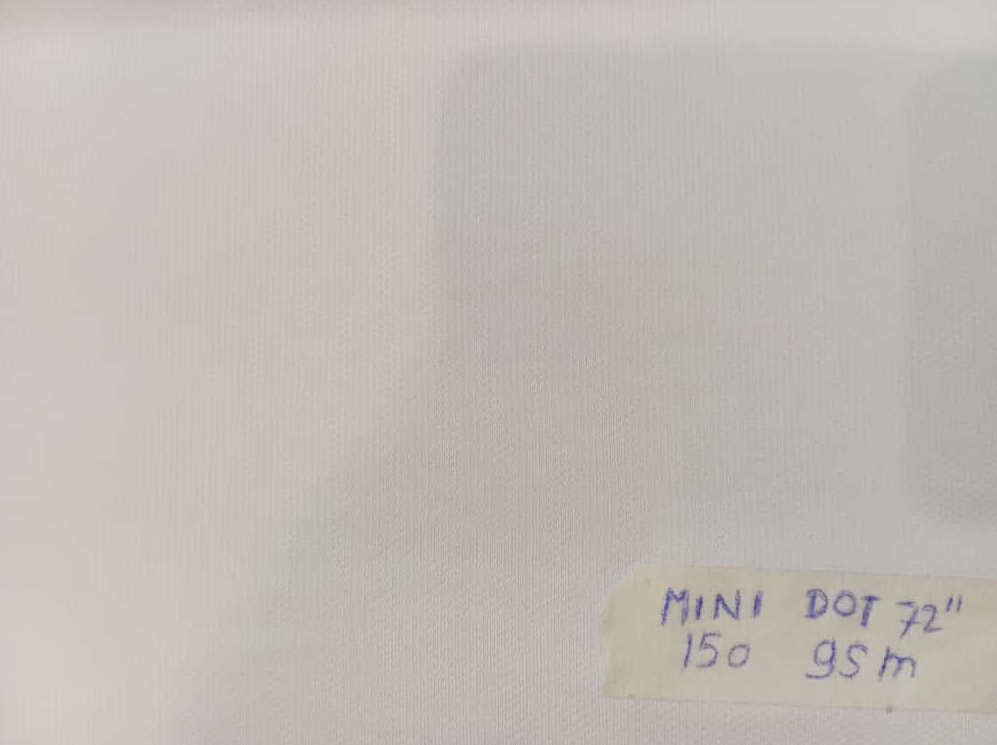 MINI DOT 72"
150 gsm